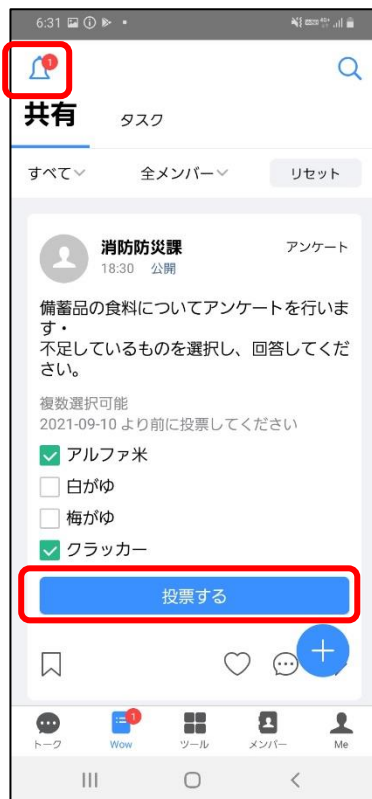 6:31
1
共有 タスク
すべて 全メンバー リセット
消防防災課 アンケート
18:30 公開
備蓄品の食料についてアンケートを行いま
す・
不足しているものを選択し、回答してくだ
さい。
複数選択可能
2021-09-10 より前に投票してください
アルファ米
白がゆ
梅がゆ
クラッカー
投票する
1
トーク Wow ツール メンバー Me